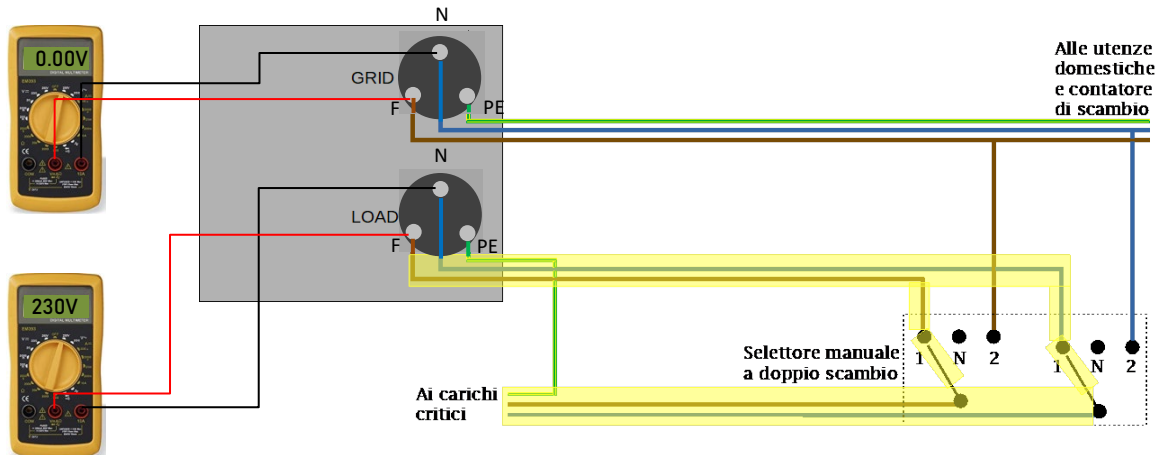 N
0.00V
GRID
F
PE
Alle utenze
domestiche
e contatore
di scambio
N
LOAD
F
PE
230V
1 N 2
1 N 2
Selettore manuale
a doppio scambio
Ai carichi
critici